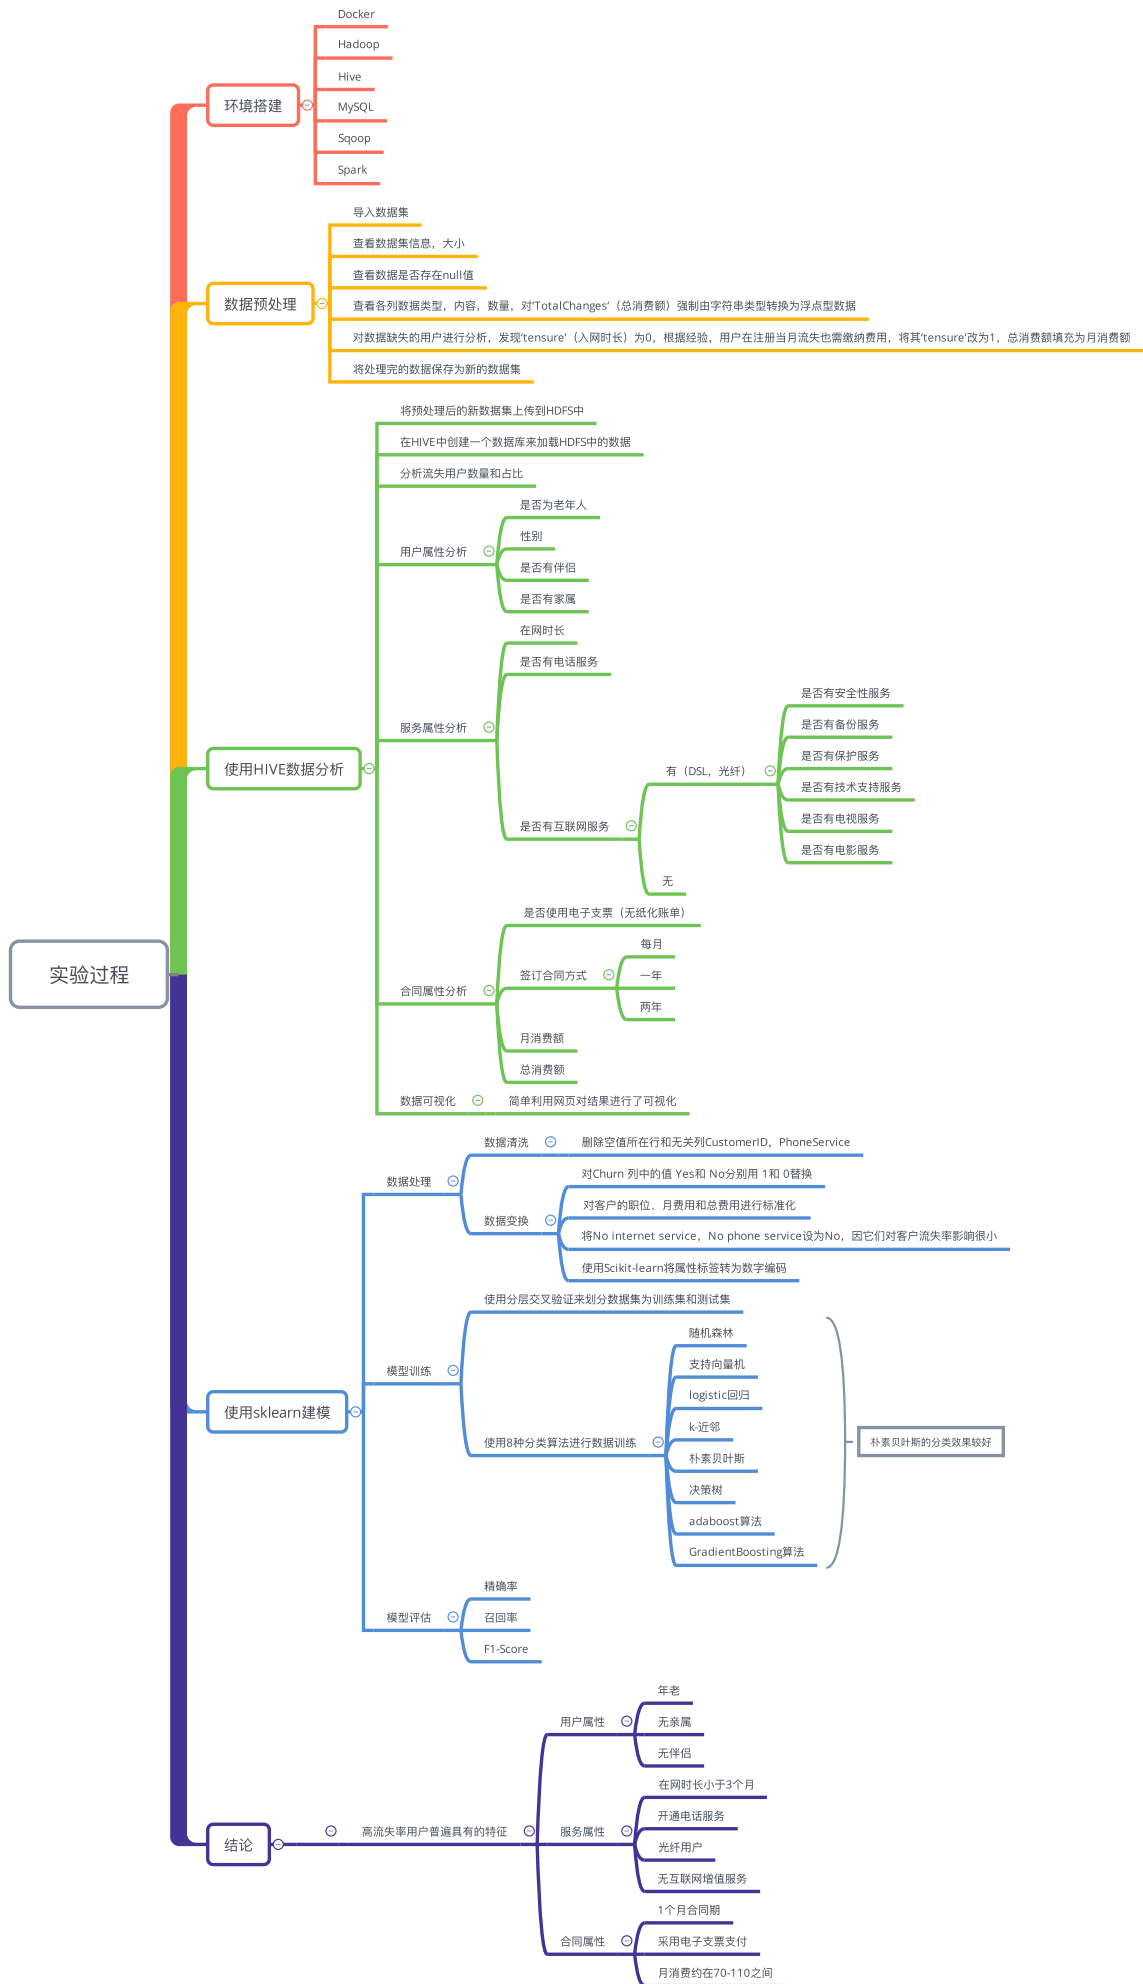 实验过程
环境搭建
Docker
Hadoop
Hive
MySQL
Sqoop
Spark
数据预处理
导入数据集
查看数据集信息，大小
查看数据是否存在null值
查看各列数据类型，内容，数量，对‘TotalChanges’（总消费额）强制由字符串类型转换为浮点型数据
对数据缺失的用户进行分析，发现‘tensure’（入网时长）为0，根据经验，用户在注册当月流失也需缴纳费用，将其‘tensure’改为1，总消费额填充为月消费额
将处理完的数据保存为新的数据集
使用HIVE数据分析
将预处理后的新数据集上传到HDFS中
在HIVE中创建一个数据库来加载HDFS中的数据
分析流失用户数量和占比
用户属性分析
是否为老年人
性别
是否有伴侣
是否有家属
服务属性分析
在网时长
是否有电话服务
是否有互联网服务
有（DSL，光纤）
是否有安全性服务
是否有备份服务
是否有保护服务
是否有技术支持服务
是否有电视服务
是否有电影服务
无
合同属性分析
是否使用电子支票（无纸化账单）
签订合同方式
每月
一年
两年
月消费额
总消费额
数据可视化
简单利用网页对结果进行了可视化
使用sklearn建模
数据处理
数据清洗
删除空值所在行和无关列CustomerID，PhoneService
数据变换
对Churn 列中的值 Yes和 No分别用 1和 0替换
对客户的职位、月费用和总费用进行标准化
将No internet service，No phone service设为No，因它们对客户流失率影响很小
使用Scikit-learn将属性标签转为数字编码
模型训练
使用分层交叉验证来划分数据集为训练集和测试集
使用8种分类算法进行数据训练
随机森林
支持向量机
logistic回归
k-近邻
朴素贝叶斯
决策树
adaboost算法
GradientBoosting算法
朴素贝叶斯的分类效果较好
模型评估
精确率
召回率
F1-Score
结论
高流失率用户普遍具有的特征
用户属性
年老
无亲属
无伴侣
服务属性
在网时长小于3个月
开通电话服务
光纤用户
无互联网增值服务
合同属性
1个月合同期
采用电子支票支付
月消费约在70-110之间